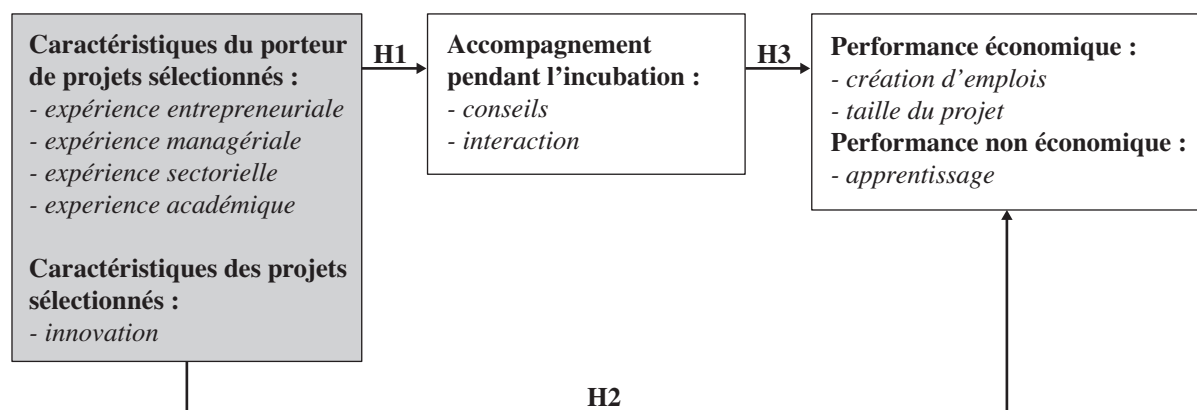 Caractéristiques du porteur
de projets sélectionnés :
- expérience entrepreneuriale
- expérience managériale
- expérience sectorielle
- experience académique
Caractéristiques des projets
sélectionnés :
- innovation
H1
Accompagnement
pendant l'incubation :
- conseils
- interaction
H3
Performance économique :
- création d'emplois
- taille du projet
Performance non économique :
- apprentissage
H2